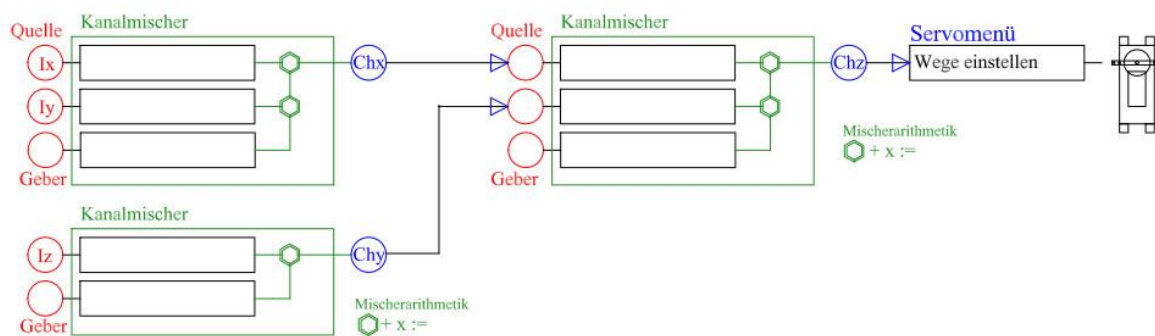 Quelle
Kanalmischer
Ix
Iy
Geber
Chx
Quelle
Kanalmischer
Geber
Chz
Servomenü
Wege einstellen
Mischerarithmetik
+ x :=
Kanalmischer
Iz
Geber
Chy
Mischerarithmetik
+ x :=